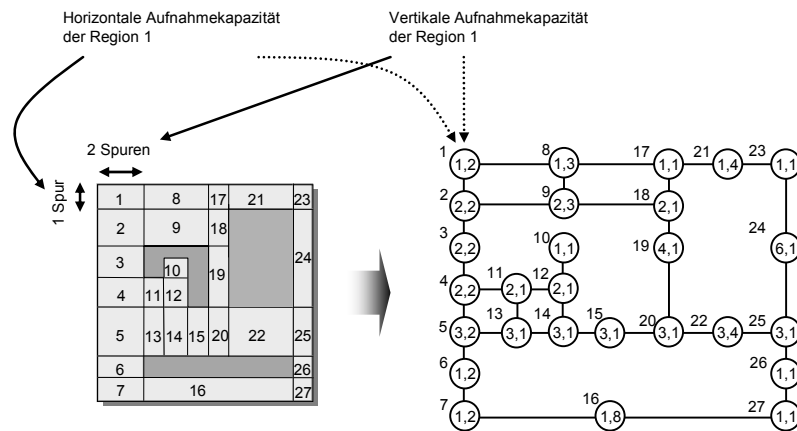 Horizontale Aufnahmekapazität
der Region 1
Vertikale Aufnahmekapazität
der Region 1
2 Spuren
1 Spur
1 8 17 21 23
2 9 18
3 10 19 24
4 11 12
5 13 14 15 20 22 25
6 26
7 16 27
1 8 17 21 23
1,2 1,3 1,1 1,4 1,1
2 9 18
2,2 2,3 2,1
3 10 19 24
2,2 1,1 4,1 6,1
4 11 12
2,2 2,1 2,1
5 13 14 15 20 22 25
3,2 3,1 3,1 3,1 3,1 3,4 3,1
6 26
1,2 1,1
7 16 27
1,2 1,8 1,1